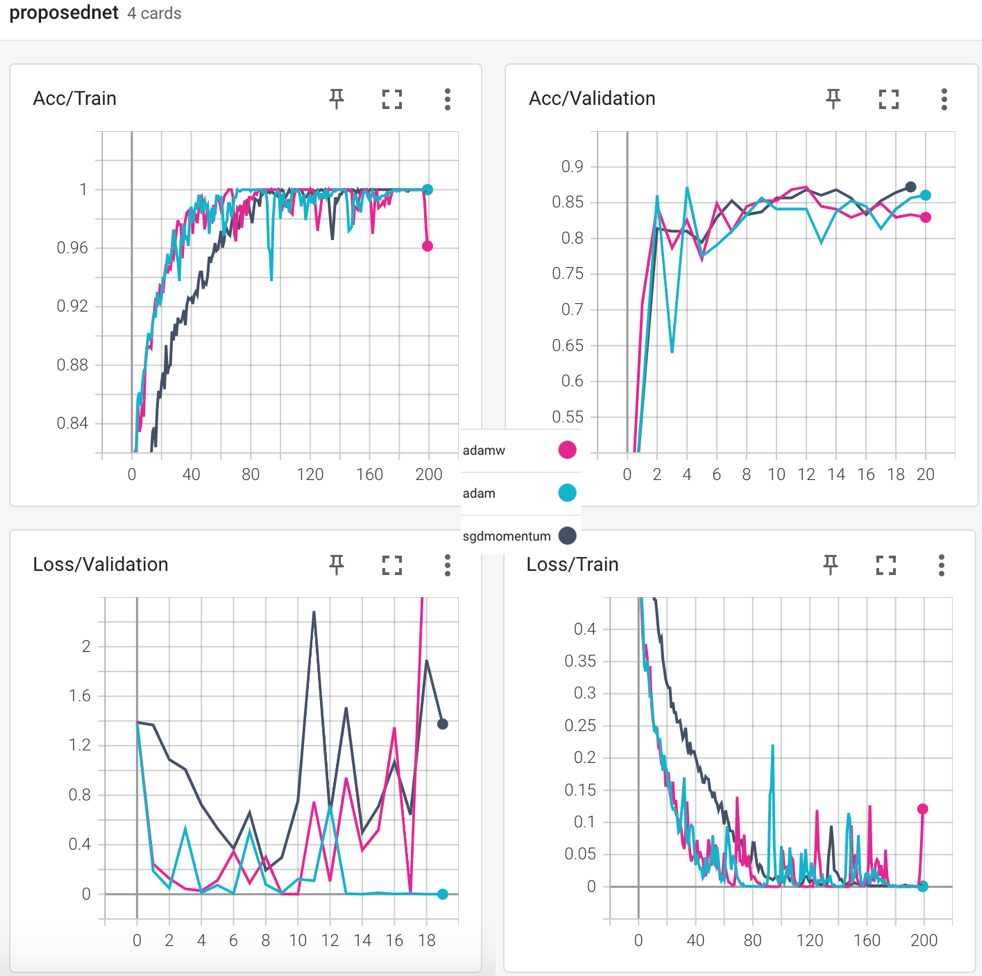 proposednet 4 cards
Acc/Train
1
0.96
0.92
0.88
0.84
0 40 80 120 160 200
Acc/Validation
0.9
0.85
0.8
0.75
0.7
0.65
0.6
0.55
0 2 4 6 8 10 12 14 16 18 20
adamw
adam
sgdmomentum
Loss/Validation
2
1.6
1.2
0.8
0.4
0
0 2 4 6 8 10 12 14 16 18
Loss/Train
0.4
0.35
0.3
0.25
0.2
0.15
0.1
0.05
0
0 40 80 120 160 200